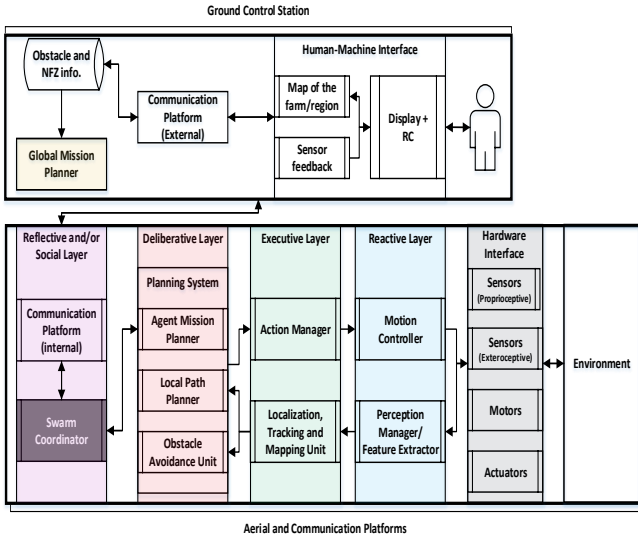 Ground Control Station
Obstacle and
NFZ info.
Global Mission
Planner
Communication
Platform
(External)
Human-Machine Interface
Map of the
farm/region
Sensor
feedback
Display +
RC
Reflective and/or
Social Layer
Communication
Platform
(internal)
Swarm
Coordinator
Deliberative Layer
Planning System
Agent Mission
Planner
Local Path
Planner
Obstacle
Avoidance Unit
Executive Layer
Action Manager
Localization,
Tracking and
Mapping Unit
Reactive Layer
Motion
Controller
Perception
Manager/
Feature Extractor
Hardware
Interface
Sensors
(Proprioceptive)
Sensors
(Exteroceptive)
Motors
Actuators
Environment
Aerial and Communication Platforms